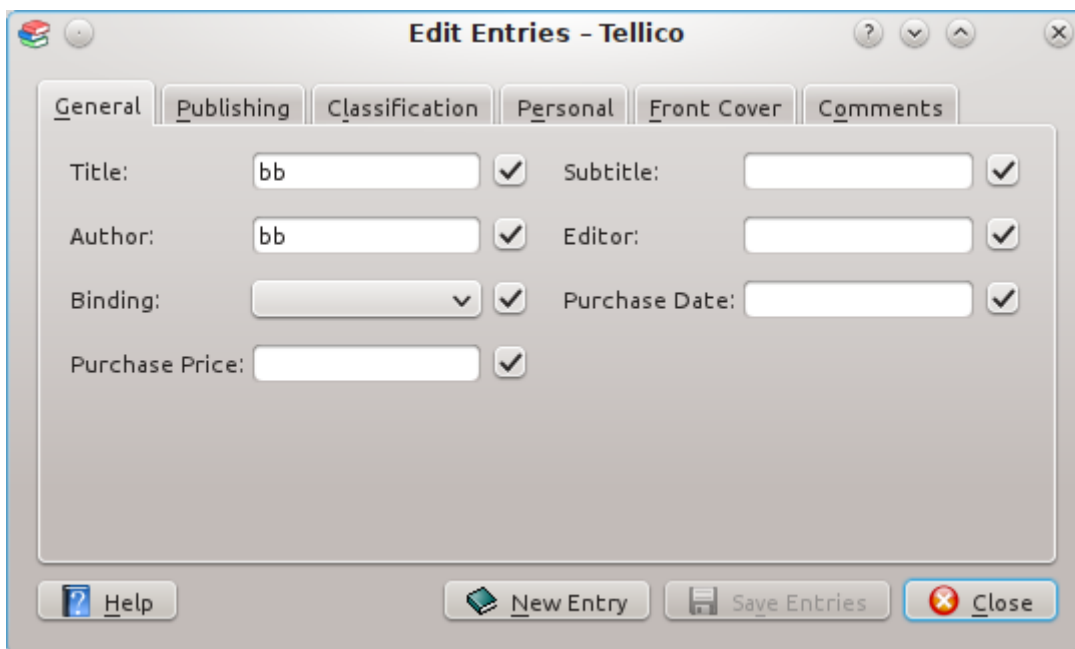 Edit Entries – Tellico
General Publishing Classification Personal Front Cover Comments
Title: bb Subtitle:
Author: bb Editor:
Binding: Purchase Date:
Purchase Price:
Help New Entry Save Entries Close